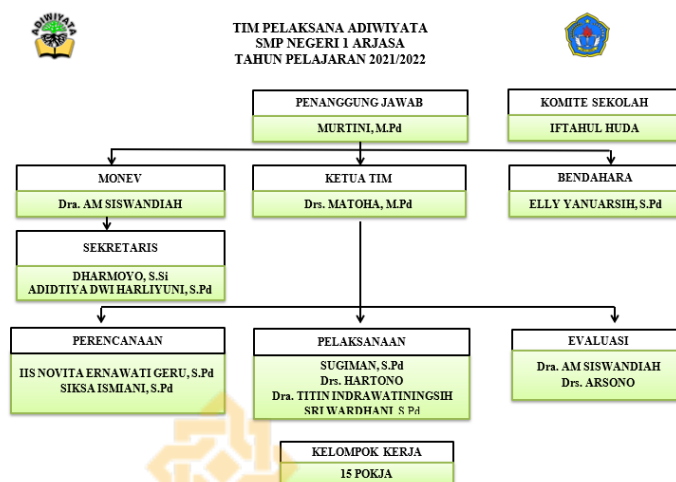 ADIWIYATA
TIM PELAKSANA ADIWIYATA
SMP NEGERI 1 ARJASA
TAHUN PELAJARAN 2021/2022
PENANGGUNG JAWAB
MURTINI, M.Pd
KOMITE SEKOLAH
IFTAHUL HUDA
MONEV
Dra. AM SISWANDIAH
KETUA TIM
Drs. MATOHA, M.Pd
BENDAHARA
ELLY YANUARSIH, S.Pd
SEKRETARIS
DHARMOYO, S.Si
ADIDTIYA DWI HARLIYUNI, S.Pd
PERENCANAAN
IIS NOVITA ERNAWATI GERU, S.Pd
SIKSA ISMIANI, S.Pd
PELAKSANAAN
SUGIMAN, S.Pd
Drs. HARTONO
Dra. TITIN INDRAWATININGSIH
SRI WARDHANI, S.Pd
EVALUASI
Dra. AM SISWANDIAH
Drs. ARSONO
KELOMPOK KERJA
15 POKJA